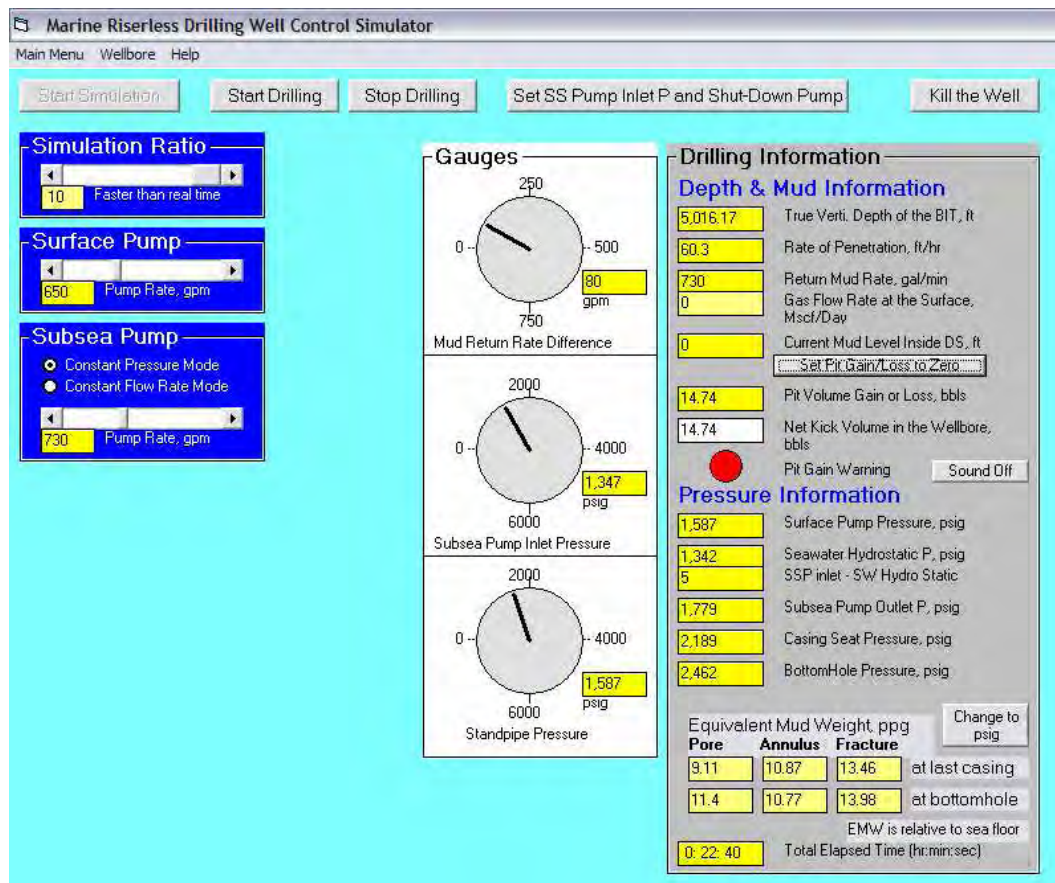 Marine Riserless Drilling Well Control Simulator
Main Menu Wellbore Help
Start Simulation Start Drilling Stop Drilling Set SS Pump Inlet P and Shut-Down Pump Kill the Well
Simulation Ratio
10 Faster than real time
Surface Pump
650 Pump Rate, gpm
Subsea Pump
Constant Pressure Mode
Constant Flow Rate Mode
730 Pump Rate, gpm
Gauges
250
0 500
80
gpm
750
Mud Return Rate Difference
2000
0 4000
1,347
psig
6000
Subsea Pump Inlet Pressure
2000
0 4000
1,587
psig
6000
Standpipe Pressure
Drilling Information
Depth & Mud Information
5,016.17 True Verti. Depth of the BIT, ft
60.3 Rate of Penetration, ft/hr
730 Return Mud Rate, gal/min
0 Gas Flow Rate at the Surface,
Mscf/Day
0 Current Mud Level Inside DS, ft
Set Pit Gain/Loss to Zero
14.74 Pit Volume Gain or Loss, bbls
14.74 Net Kick Volume in the Wellbore,
bbls
Pit Gain Warning Sound Off
Pressure Information
1,587 Surface Pump Pressure, psig
1,342 Seawater Hydrostatic P, psig
5 SSP inlet - SW Hydro Static
1,779 Subsea Pump Outlet P, psig
2,189 Casing Seat Pressure, psig
2,462 BottomHole Pressure, psig
Equivalent Mud Weight, ppg Change to
psig
Pore Annulus Fracture
9.11 10.87 13.46 at last casing
11.4 10.77 13.98 at bottomhole
EMW is relative to sea floor
0: 22: 40 Total Elapsed Time (hr:min:sec)